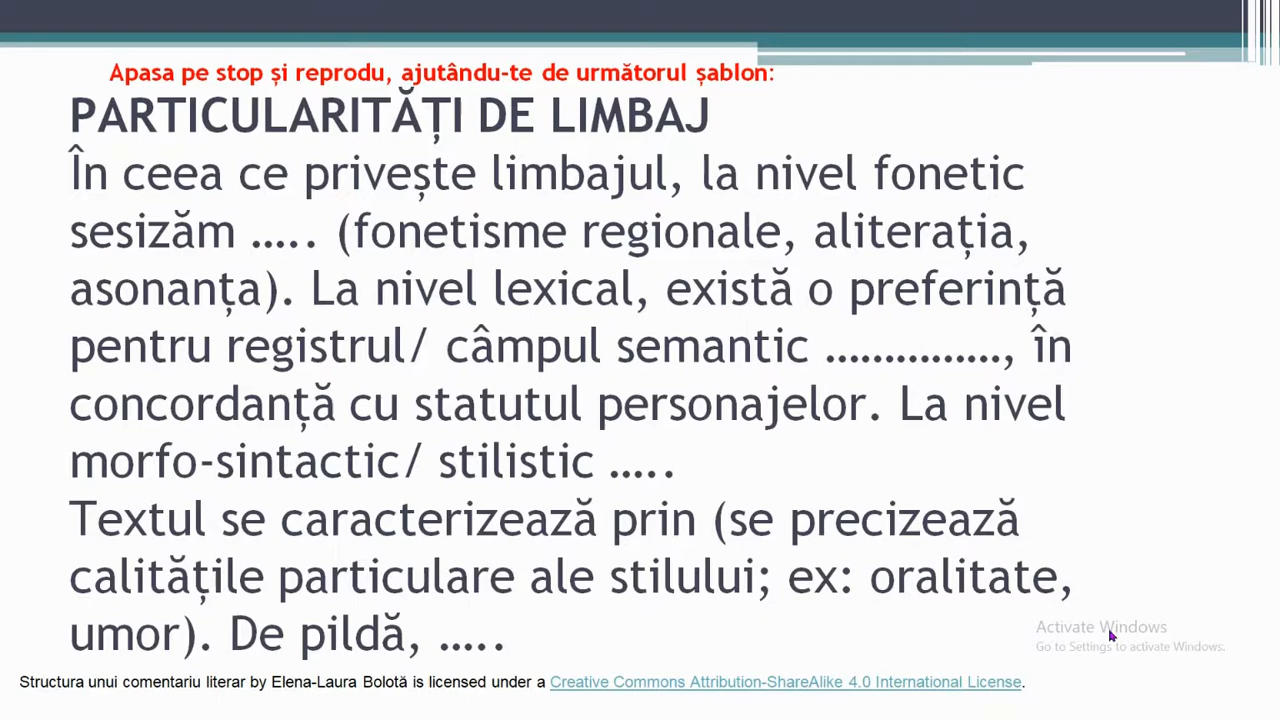 Apasa pe stop și reprodu, ajutându-te de următorul șablon:
PARTICULARITĂȚI DE LIMBAJ
În ceea ce privește limbajul, la nivel fonetic
sesizăm ….. (fonetisme regionale, aliterația,
asonanța). La nivel lexical, există o preferință
pentru registrul/ câmpul semantic ……………, în
concordanță cu statutul personajelor. La nivel
morfo-sintactic/ stilistic …..
Textul se caracterizează prin (se precizează
calitățile particulare ale stilului; ex: oralitate,
umor). De pildă, …..
Activate Windows
Go to Settings to activate Windows.
Structura unui comentariu literar by Elena-Laura Bolotă is licensed under a Creative Commons Attribution-ShareAlike 4.0 International License.